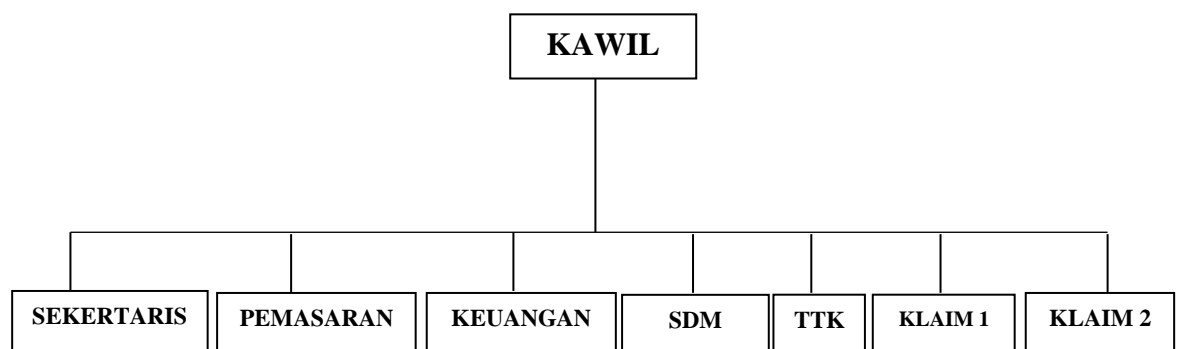 KAWIL
SEKERTARIS PEMASARAN KEUANGAN SDM TTK KLAIM 1 KLAIM 2